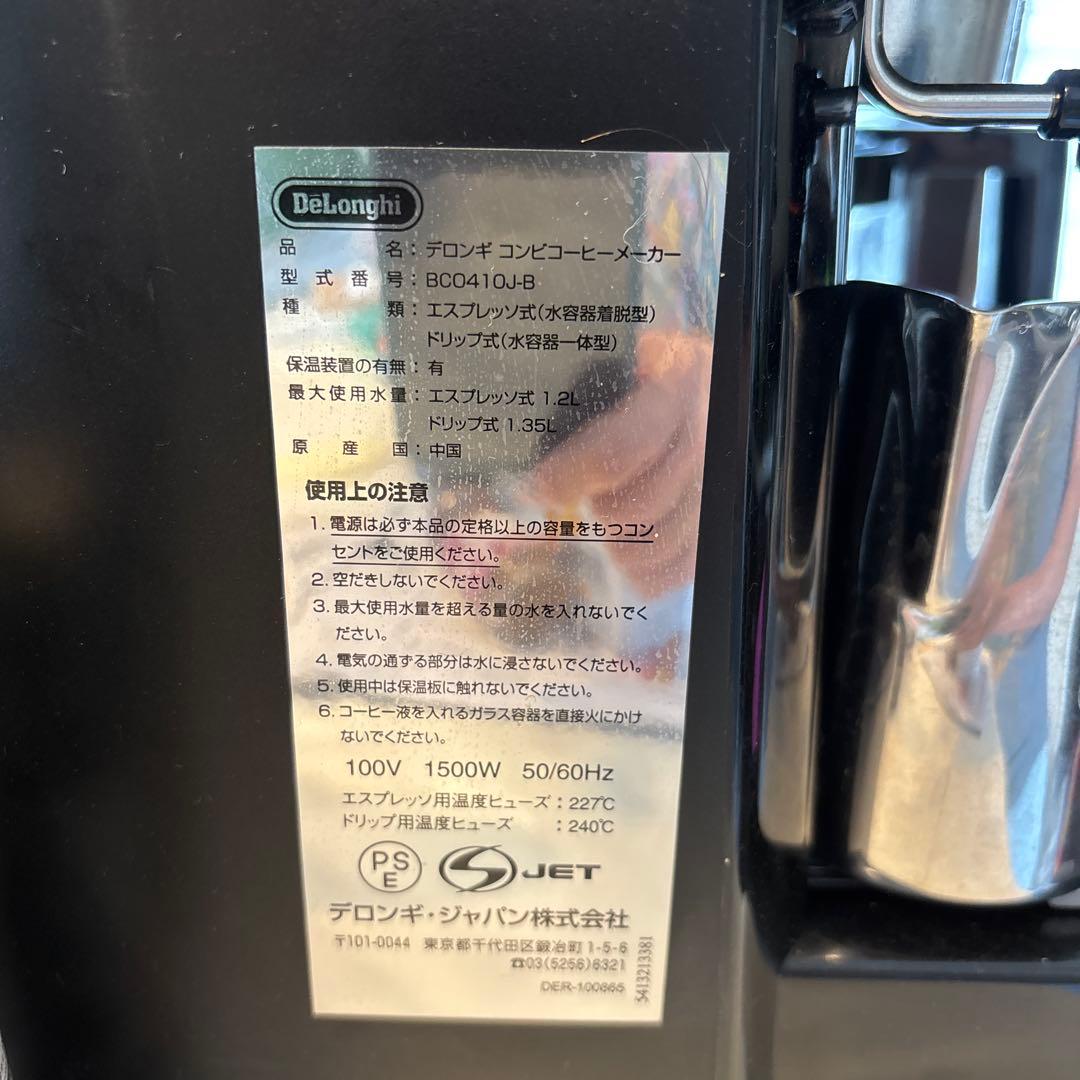 DeLonghi
品 名：デロンギ コンビコーヒーメーカー
型式番号：BCO410J-B
種 類：エスプレッソ式(水容器着脱型)
ドリップ式(水容器一体型)
保温装置の有無：有
最大使用水量：エスプレッソ式 1.2L
ドリップ式 1.35L
原産国：中国
使用上の注意
1. 電源は必ず本品の定格以上の容量をもつコン
セントをご使用ください。
2. 空だきしないでください。
3. 最大使用水量を超える量の水を入れないでく
ださい。
4. 電気の通ずる部分は水に浸さないでください。
5. 使用中は保温板に触れないでください。
6. コーヒー液を入れるガラス容器を直接火にかけ
ないでください。
100V 1500W 50/60Hz
エスプレッソ用温度ヒューズ：227℃
ドリップ用温度ヒューズ ：240℃
PSE
S JET
デロンギ・ジャパン株式会社
〒101-0044 東京都千代田区鍛冶町1-5-6
☎03(5256)6321
DER-100865
5413213381